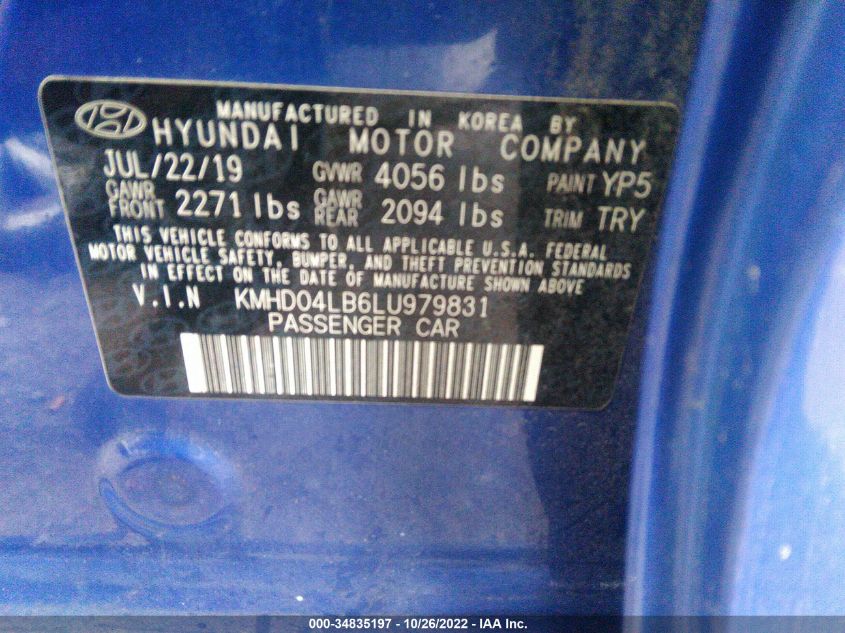 MANUFACTURED IN KOREA BY
HYUNDAI MOTOR COMPANY
JUL/22/19 GVWR 4056 lbs PAINT YP5
GAWR FRONT 2271 lbs GAWR REAR 2094 lbs TRIM TRY
THIS VEHICLE CONFORMS TO ALL APPLICABLE U.S.A. FEDERAL
MOTOR VEHICLE SAFETY, BUMPER, AND THEFT PREVENTION STANDARDS
IN EFFECT ON THE DATE OF MANUFACTURE SHOWN ABOVE
V.I.N KMHD04LB6LU979831
PASSENGER CAR
000-34835197 - 10/26/2022 - IAA Inc.